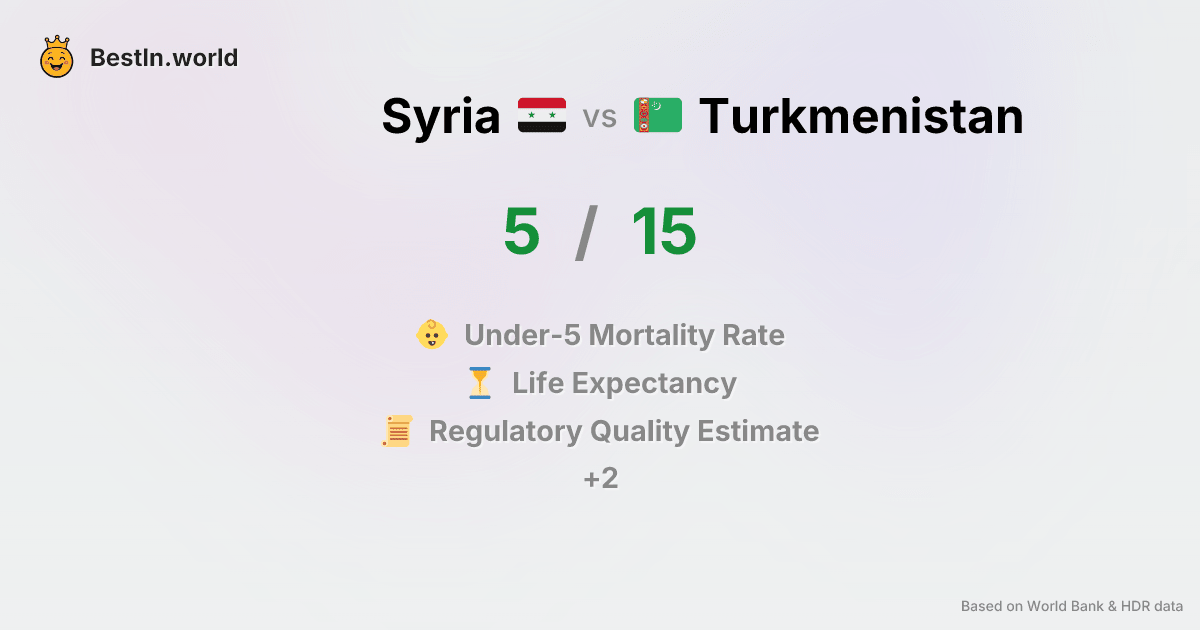 BestIn.world
Syria vs Turkmenistan
5 / 15
Under-5 Mortality Rate
Life Expectancy
Regulatory Quality Estimate
+2
Based on World Bank & HDR data